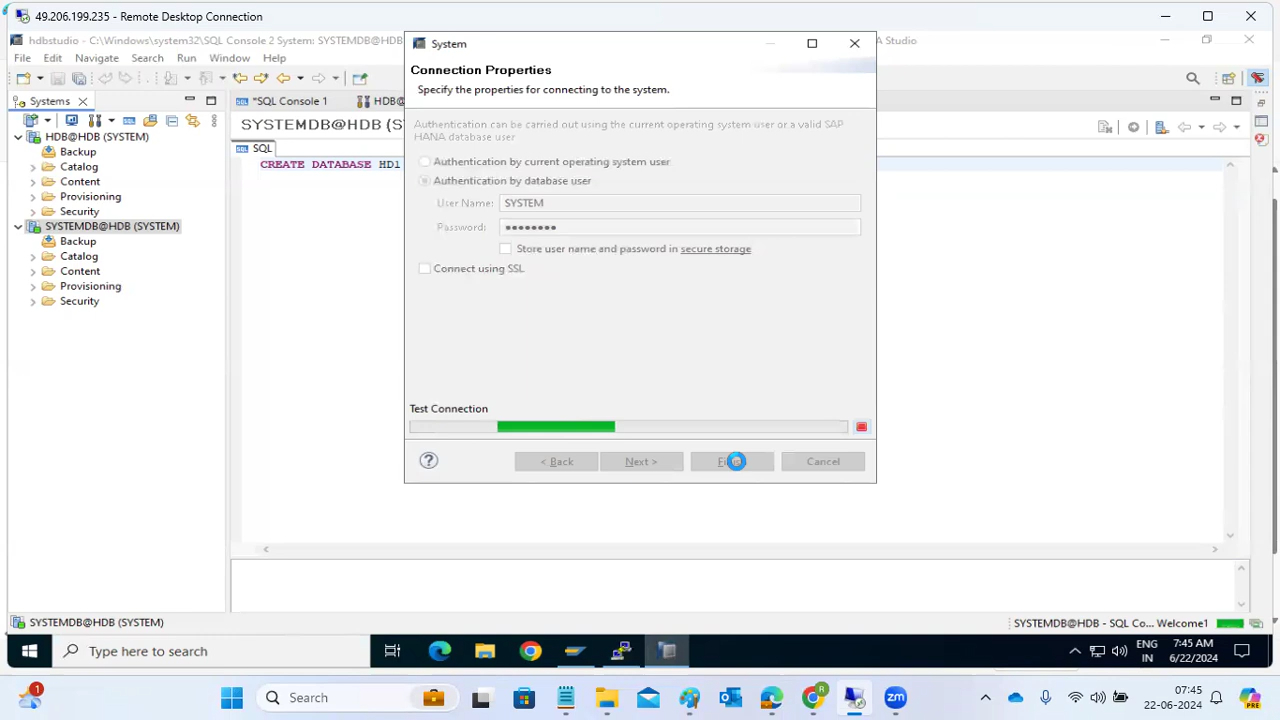 49.206.199.235 - Remote Desktop Connection
hdbstudio - C:\Windows\system32\SQL Console 2 System: SYSTEMDB@HD
A Studio
File Edit Navigate Search Run Window Help
Systems
*SQL Console 1
HDB@
SYSTEMDB@HDB (S
SQL
CREATE DATABASE HD1
HDB@HDB (SYSTEM)
Backup
Catalog
Content
Provisioning
Security
SYSTEMDB@HDB (SYSTEM)
Backup
Catalog
Content
Provisioning
Security
System
Connection Properties
Specify the properties for connecting to the system.
Authentication can be carried out using the current operating system user or a valid SAP
HANA database user
Authentication by current operating system user
Authentication by database user
User Name: SYSTEM
Password: ●●●●●●●●
Store user name and password in secure storage
Connect using SSL
Test Connection
< Back Next > Cancel
SYSTEMDB@HDB (SYSTEM)
SYSTEMDB@HDB - SQL Co... Welcome1
Type here to search
ENG
IN
7:45 AM
6/22/2024
1
Search
R
ENG
IN
07:45
22-06-2024
PRE